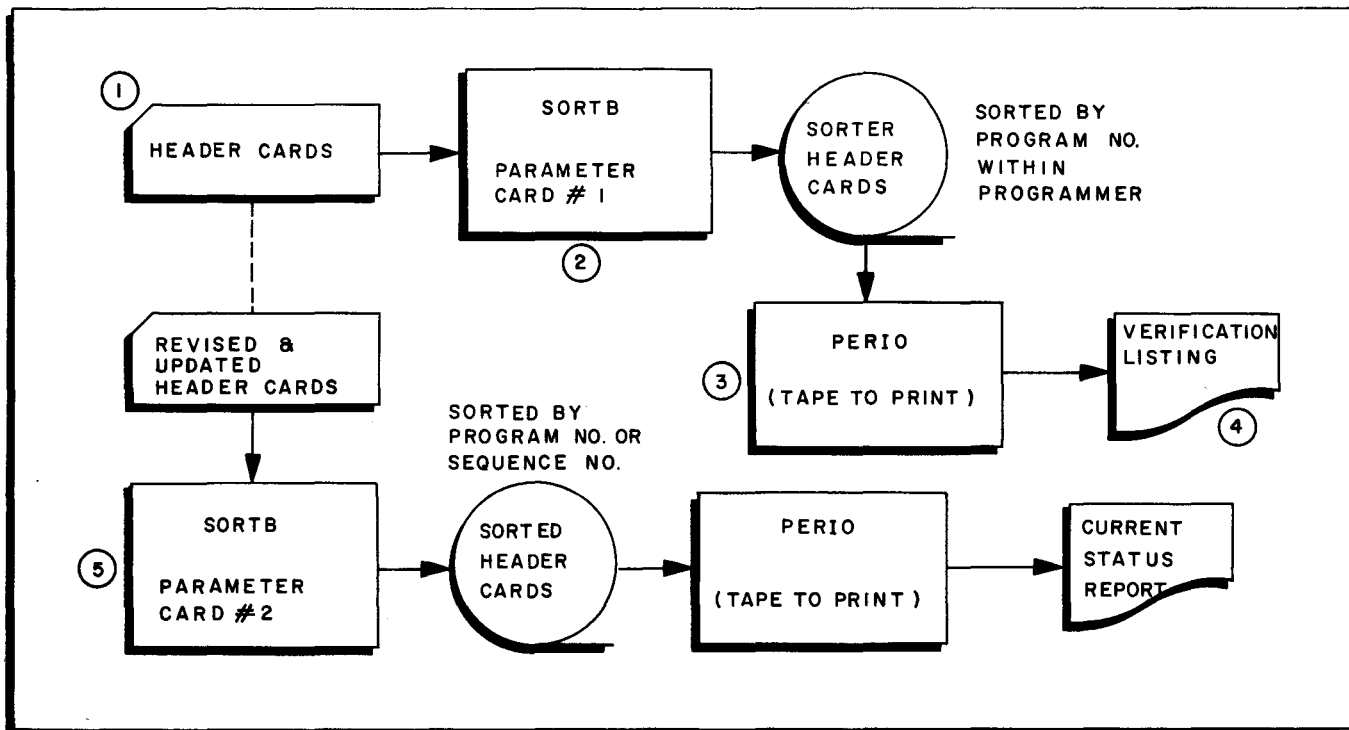 1
HEADER CARDS
SORTB
PARAMETER
CARD # 1
2
SORTER
HEADER
CARDS
SORTED BY
PROGRAM NO.
WITHIN
PROGRAMMER
REVISED &
UPDATED
HEADER CARDS
3
PERIO
(TAPE TO PRINT)
VERIFICATION
LISTING
4
5
SORTB
PARAMETER
CARD #2
SORTED BY
PROGRAM NO. OR
SEQUENCE NO.
SORTED
HEADER
CARDS
PERIO
(TAPE TO PRINT)
CURRENT
STATUS
REPORT